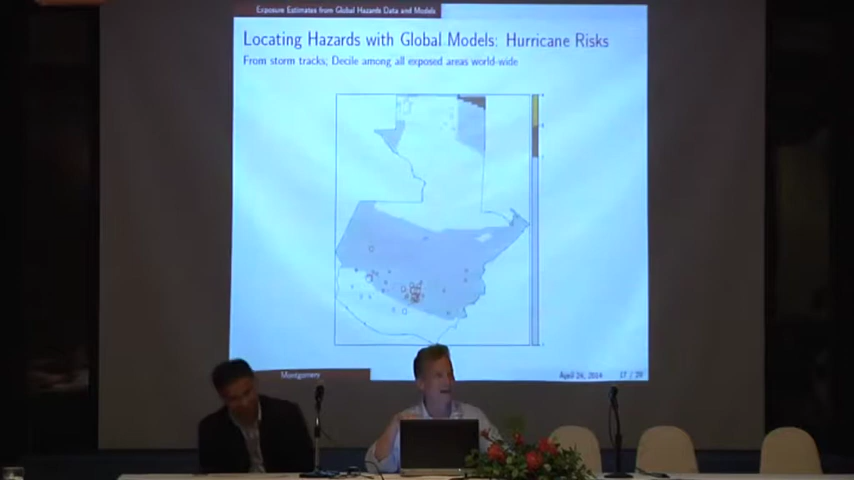 Exposure Estimates from Global Hazards Data and Models
Locating Hazards with Global Models: Hurricane Risks
From storm tracks; Decile among all exposed areas world-wide
Montgomery
April 24, 2014
17 / 29